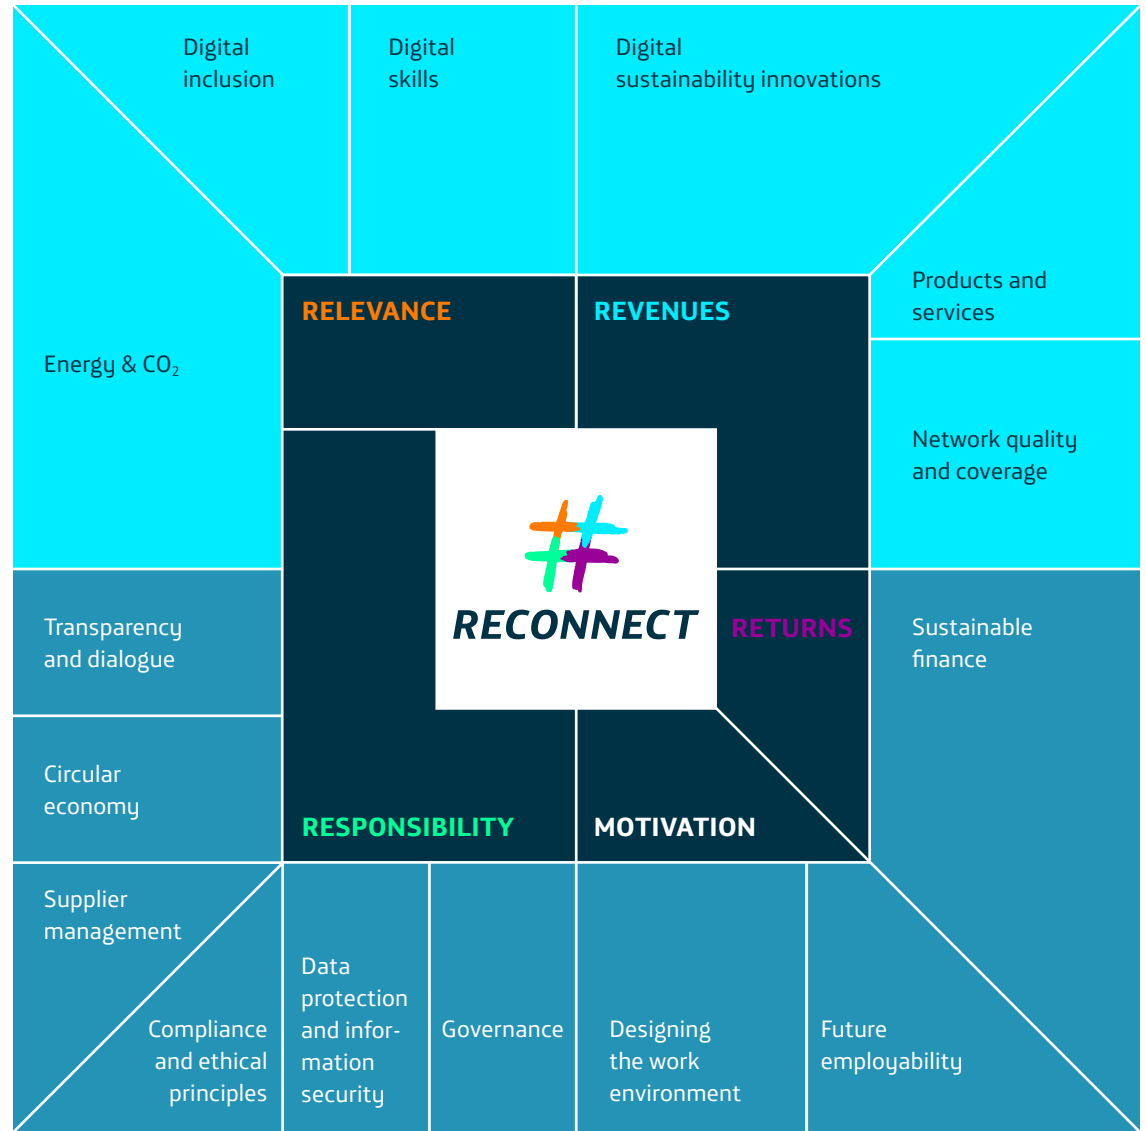 Digital
inclusion
Digital
skills
Digital
sustainability innovations
Products and
services
RELEVANCE
REVENUES
Energy & CO₂
Network quality
and coverage
RECONNECT
RETURNS
Transparency
and dialogue
Sustainable
finance
Circular
economy
RESPONSIBILITY
MOTIVATION
Supplier
management
Compliance
and ethical
principles
Data
protection
and infor-
mation
security
Governance
Designing
the work
environment
Future
employability